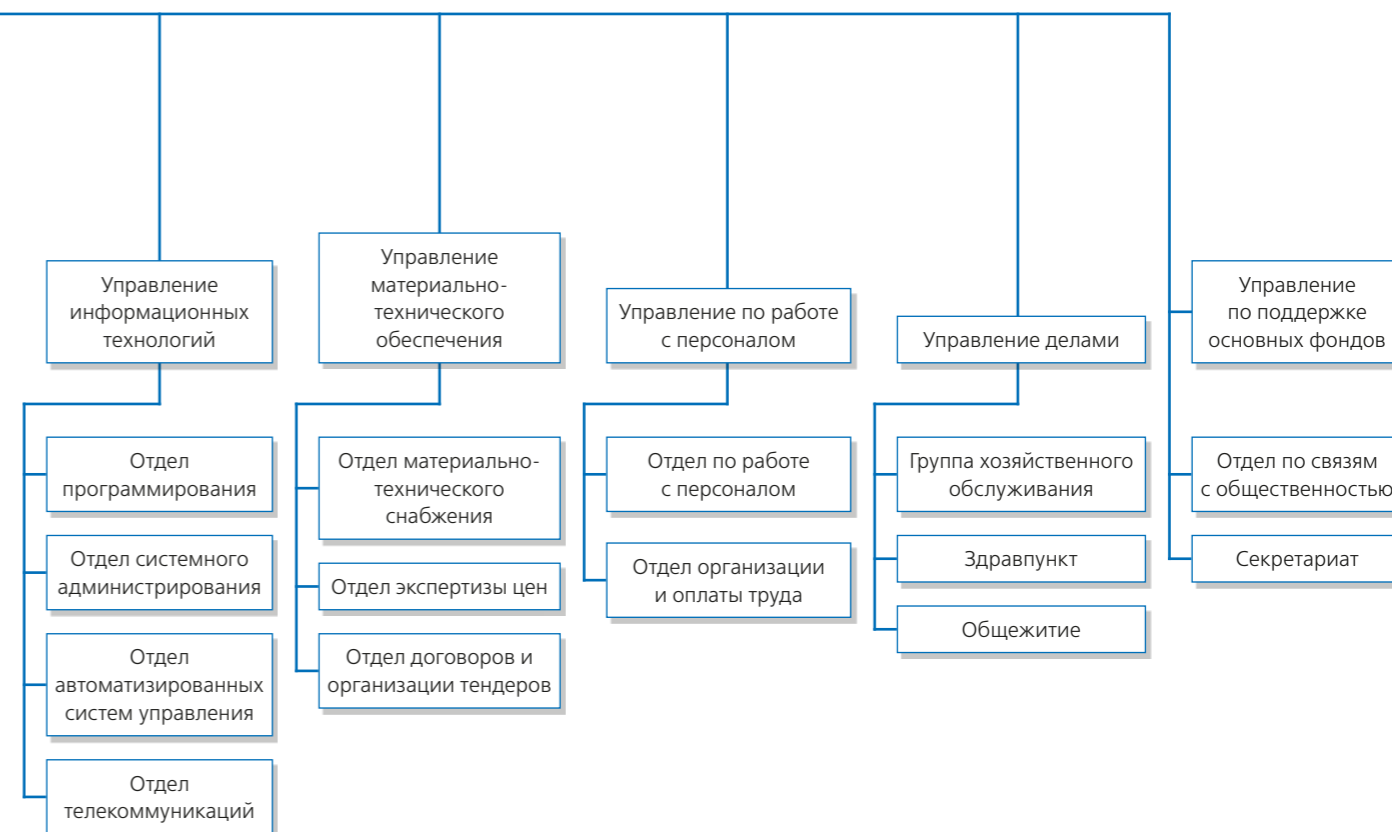 Управление
информационных
технологий
Отдел
программирования
Отдел системного
администрирования
Отдел
автоматизированных
систем управления
Отдел
телекоммуникаций
Управление
материально-
технического
обеспечения
Отдел материально-
технического
снабжения
Отдел экспертизы цен
Отдел договоров и
организации тендеров
Управление по работе
с персоналом
Отдел по работе
с персоналом
Отдел организации
и оплаты труда
Управление делами
Группа хозяйственного
обслуживания
Здравпункт
Общежитие
Управление
по поддержке
основных фондов
Отдел по связям
с общественностью
Секретариат